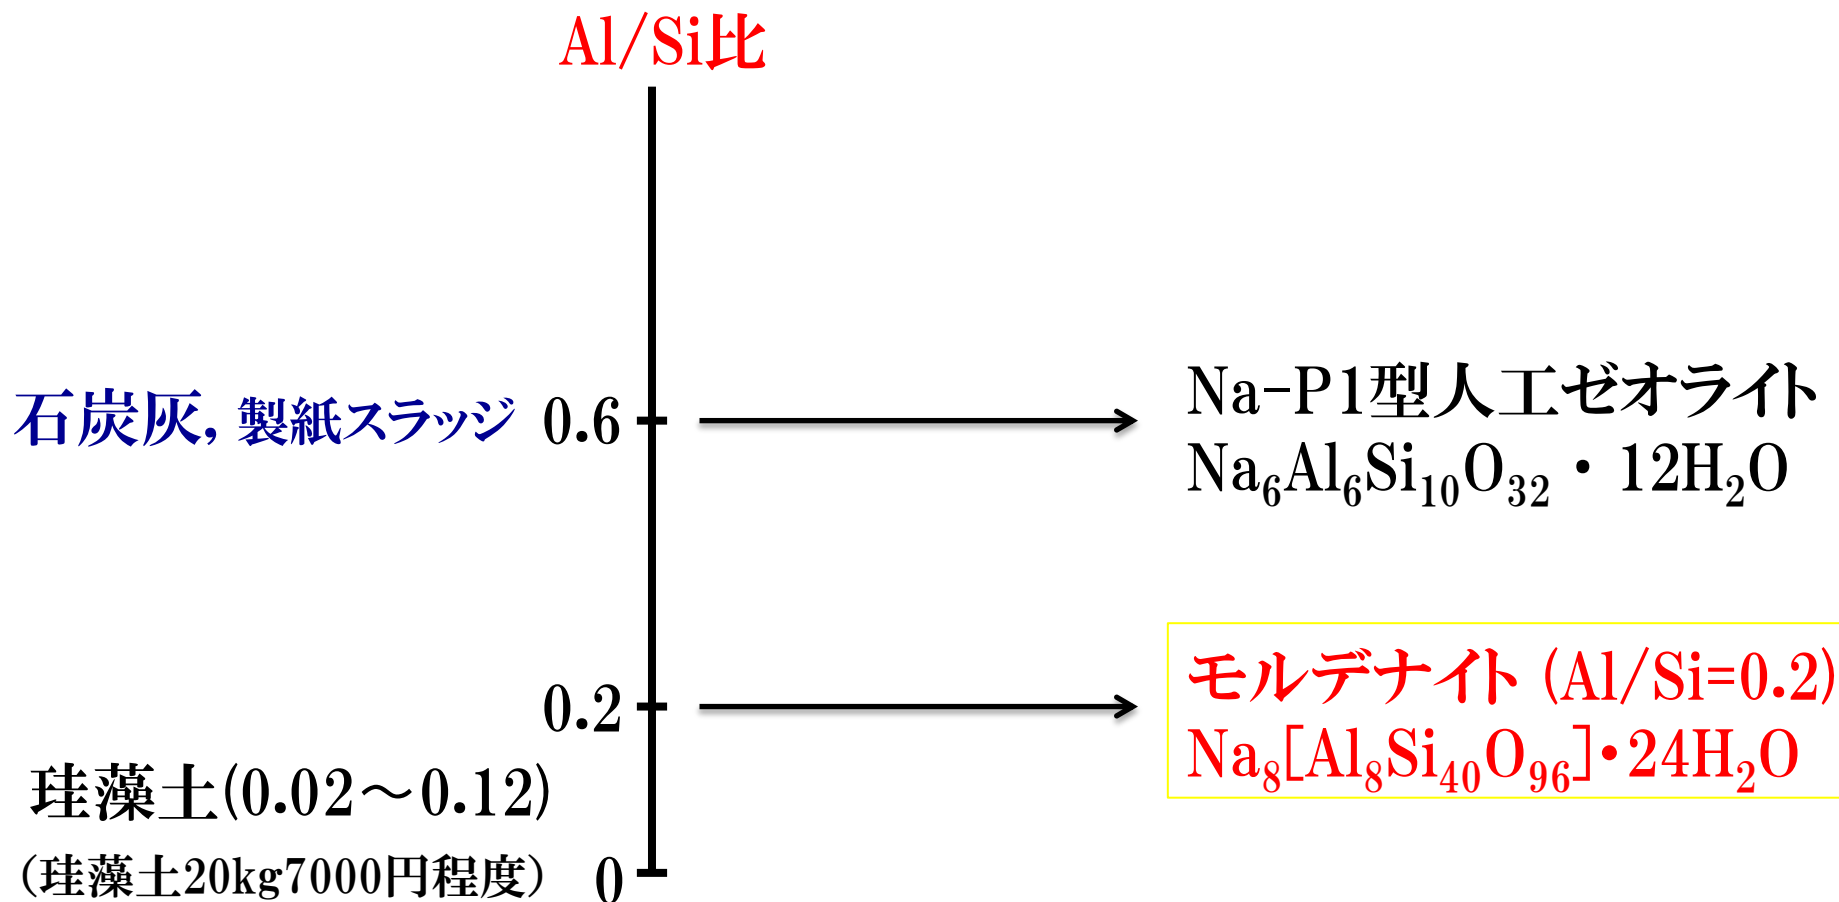 Al/Si比
石炭灰, 製紙スラッジ 0.6
Na-P1型人工ゼオライト
Na₆Al₆Si₁₀O₃₂・12H₂O
0.2
モルデナイト (Al/Si=0.2)
Na₈[Al₈Si₄₀O₉₆]・24H₂O
珪藻土(0.02～0.12)
(珪藻土20kg7000円程度)
0